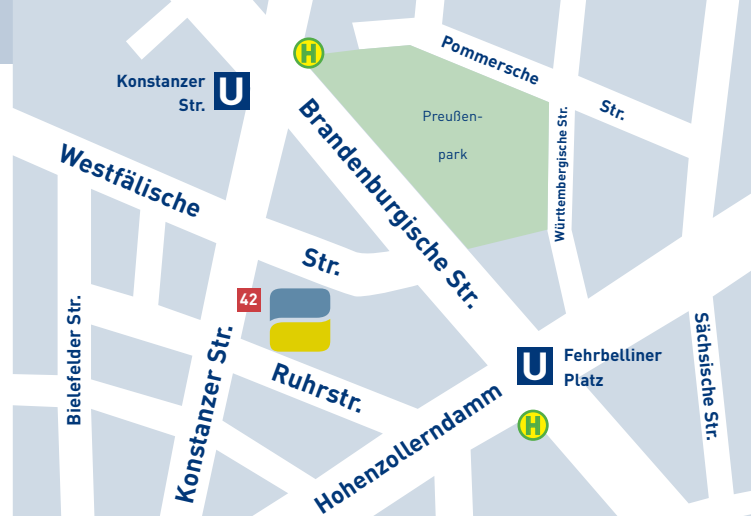 H
Pommersche
Str.
Konstanzer
Str.
U
Preußen-
park
Brandenburgische Str.
Württembergische Str.
Westfälische
Str.
42
Bielefelder Str.
Konstanzer Str.
Ruhrstr.
Hohenzollerndamm
U
Fehrbelliner
Platz
H
Sächsische Str.